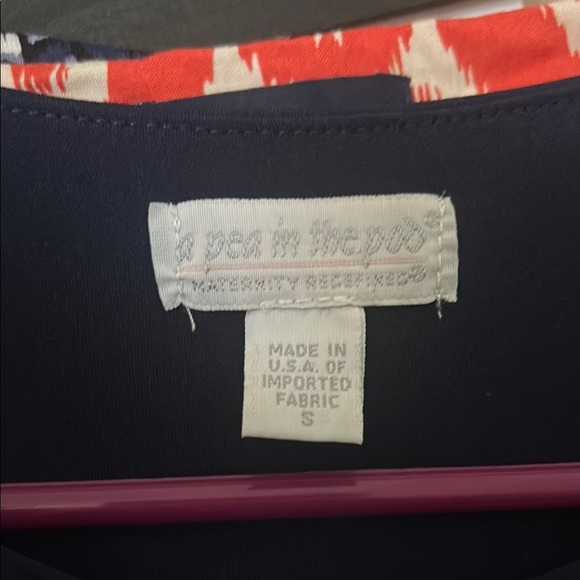 a pea in the pod®
MATERNITY REDEFINED®
MADE IN
U.S.A. OF
IMPORTED
FABRIC
S